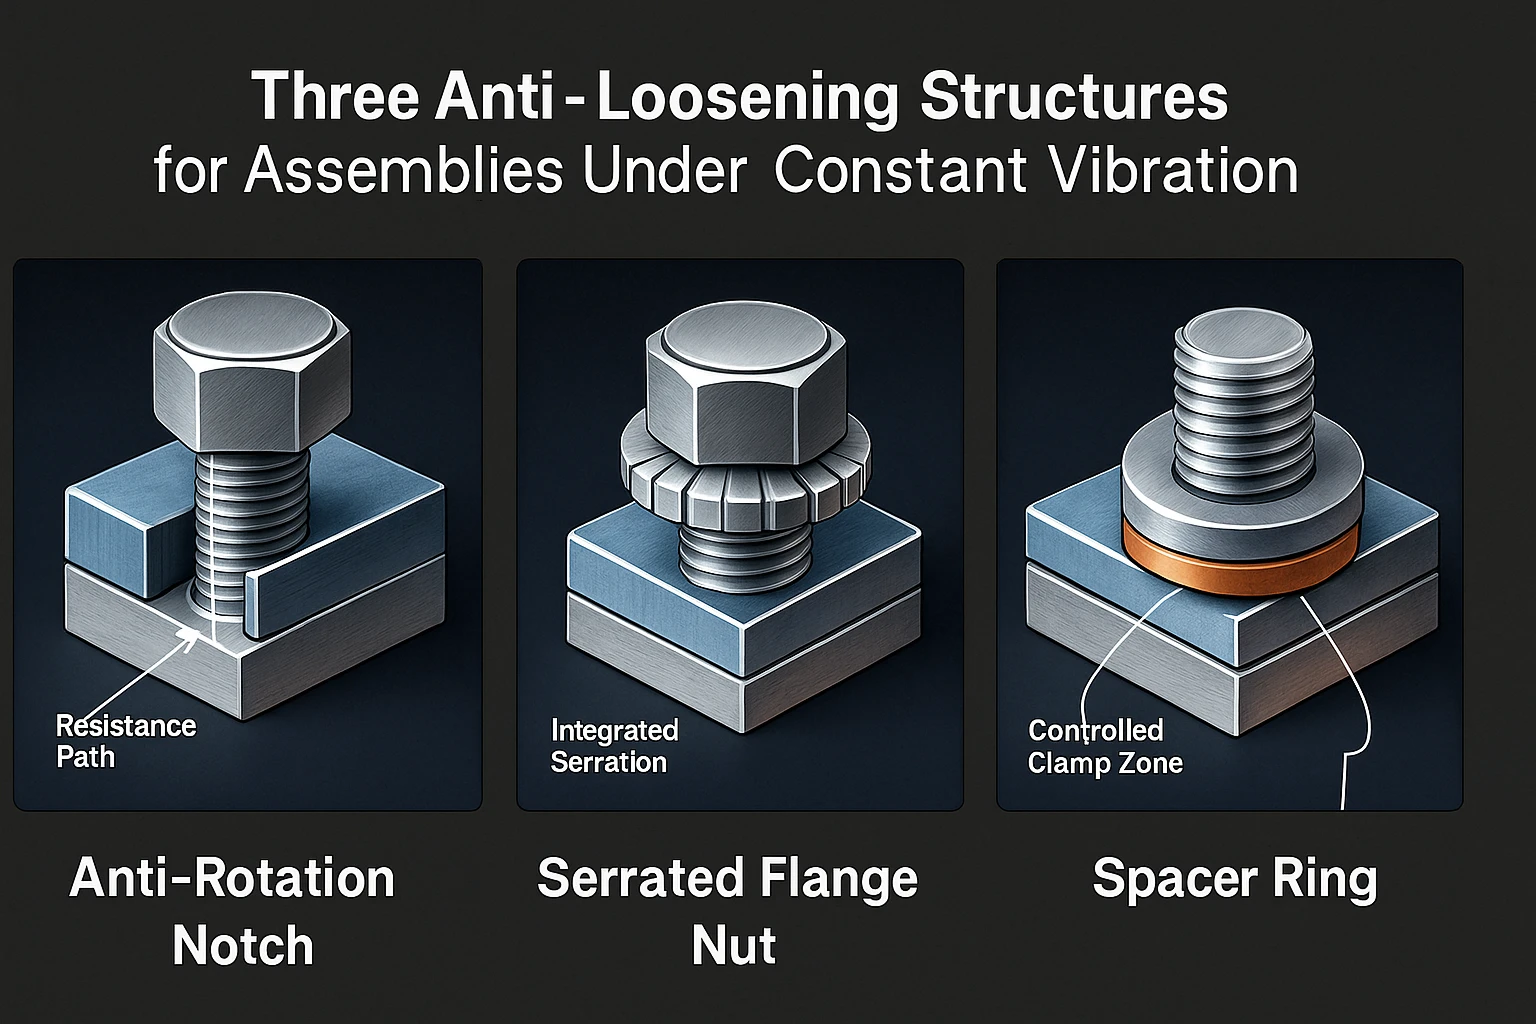 Three Anti-Loosening Structures
for Assemblies Under Constant Vibration
Resistance
Path
Integrated
Serration
Controlled
Clamp Zone
Anti-Rotation
Notch
Serrated Flange
Nut
Spacer Ring